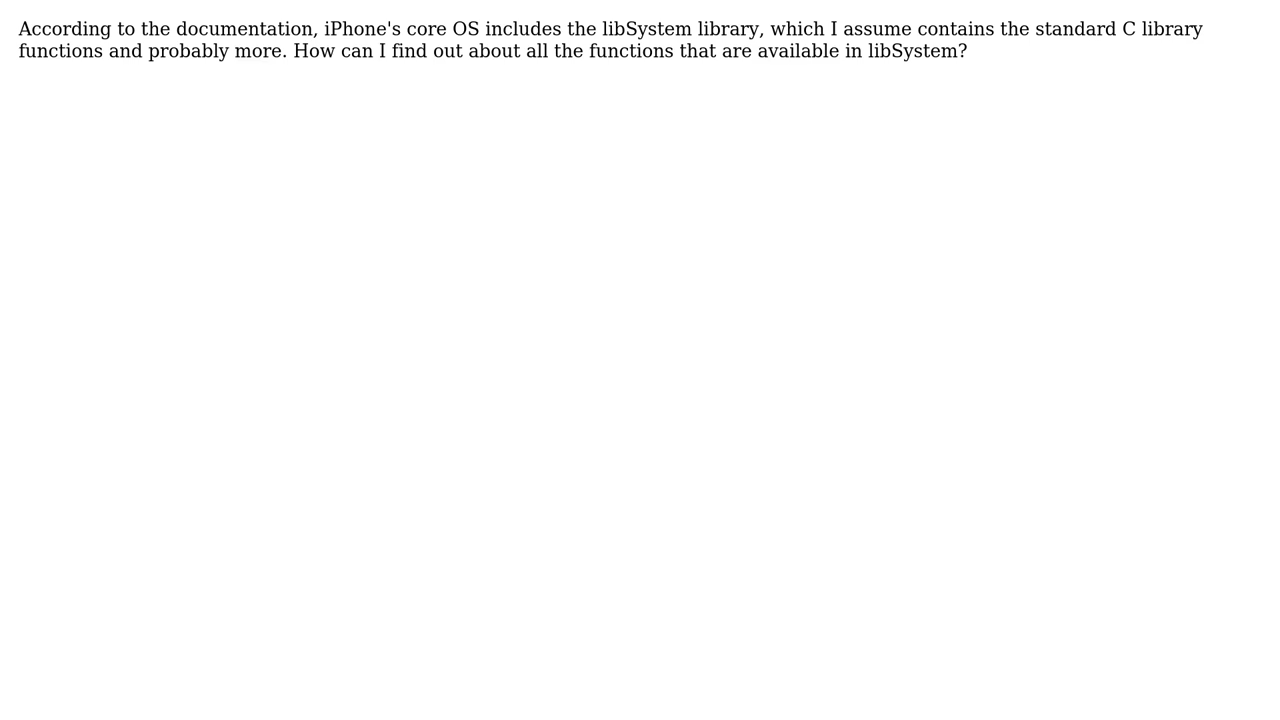 According to the documentation, iPhone's core OS includes the libSystem library, which I assume contains the standard C library
functions and probably more. How can I find out about all the functions that are available in libSystem?